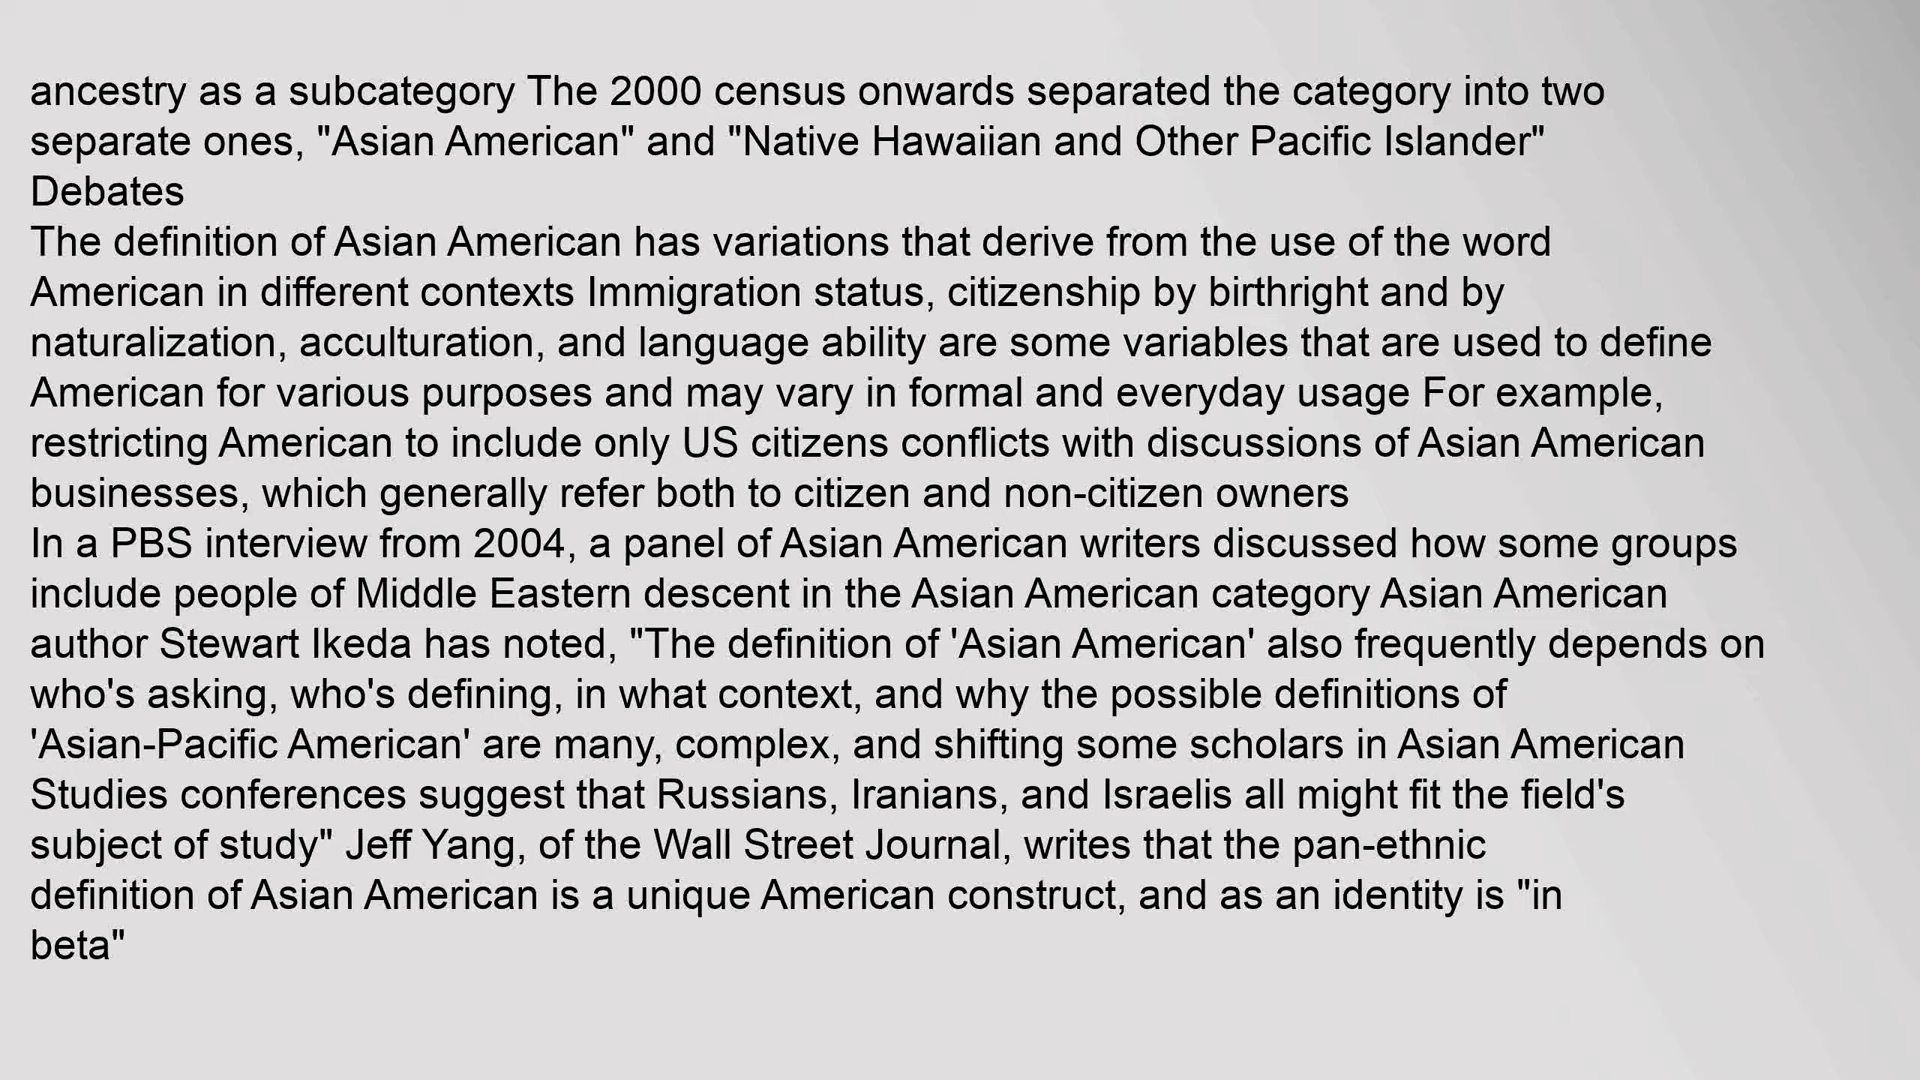 ancestry as a subcategory The 2000 census onwards separated the category into two
separate ones, "Asian American" and "Native Hawaiian and Other Pacific Islander"
Debates
The definition of Asian American has variations that derive from the use of the word
American in different contexts Immigration status, citizenship by birthright and by
naturalization, acculturation, and language ability are some variables that are used to define
American for various purposes and may vary in formal and everyday usage For example,
restricting American to include only US citizens conflicts with discussions of Asian American
businesses, which generally refer both to citizen and non-citizen owners
In a PBS interview from 2004, a panel of Asian American writers discussed how some groups
include people of Middle Eastern descent in the Asian American category Asian American
author Stewart Ikeda has noted, "The definition of 'Asian American' also frequently depends on
who's asking, who's defining, in what context, and why the possible definitions of
'Asian-Pacific American' are many, complex, and shifting some scholars in Asian American
Studies conferences suggest that Russians, Iranians, and Israelis all might fit the field's
subject of study" Jeff Yang, of the Wall Street Journal, writes that the pan-ethnic
definition of Asian American is a unique American construct, and as an identity is "in
beta"